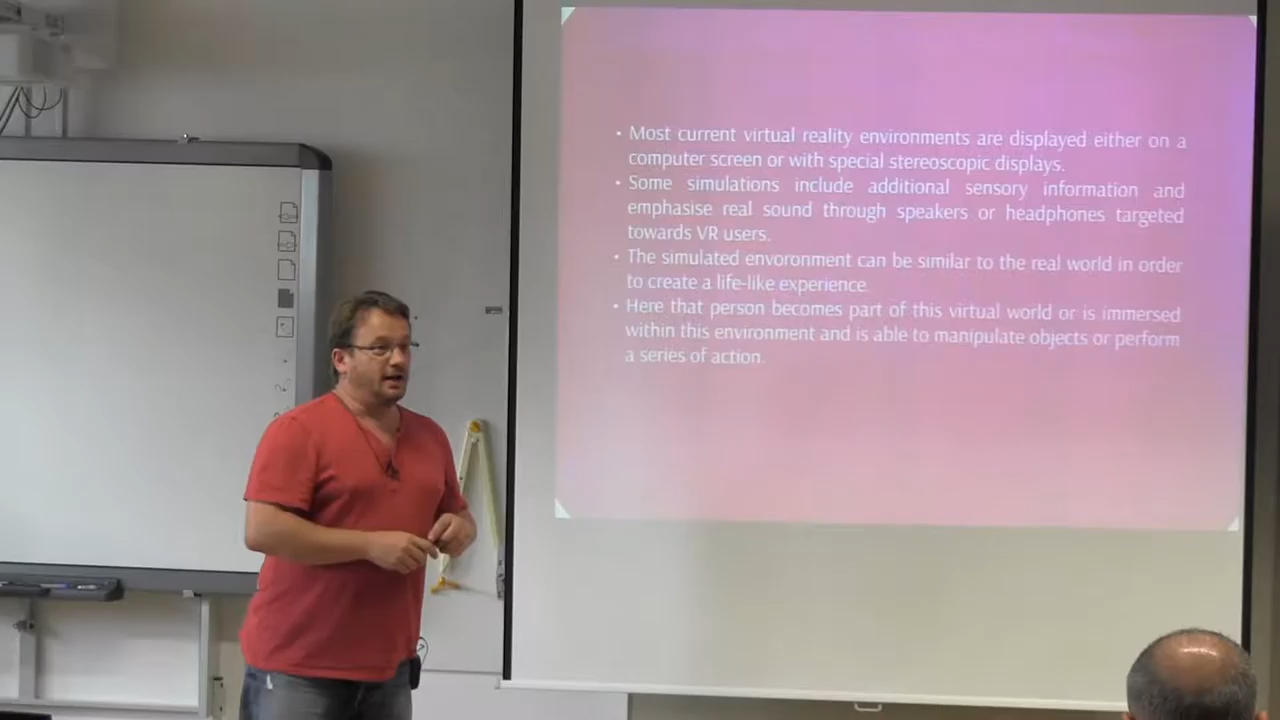 • Most current virtual reality environments are displayed either on a
computer screen or with special stereoscopic displays.
• Some simulations include additional sensory information and
emphasise real sound through speakers or headphones targeted
towards VR users.
• The simulated envoronment can be similar to the real world in order
to create a life-like experience.
• Here that person becomes part of this virtual world or is immersed
within this environment and is able to manipulate objects or perform
a series of action.